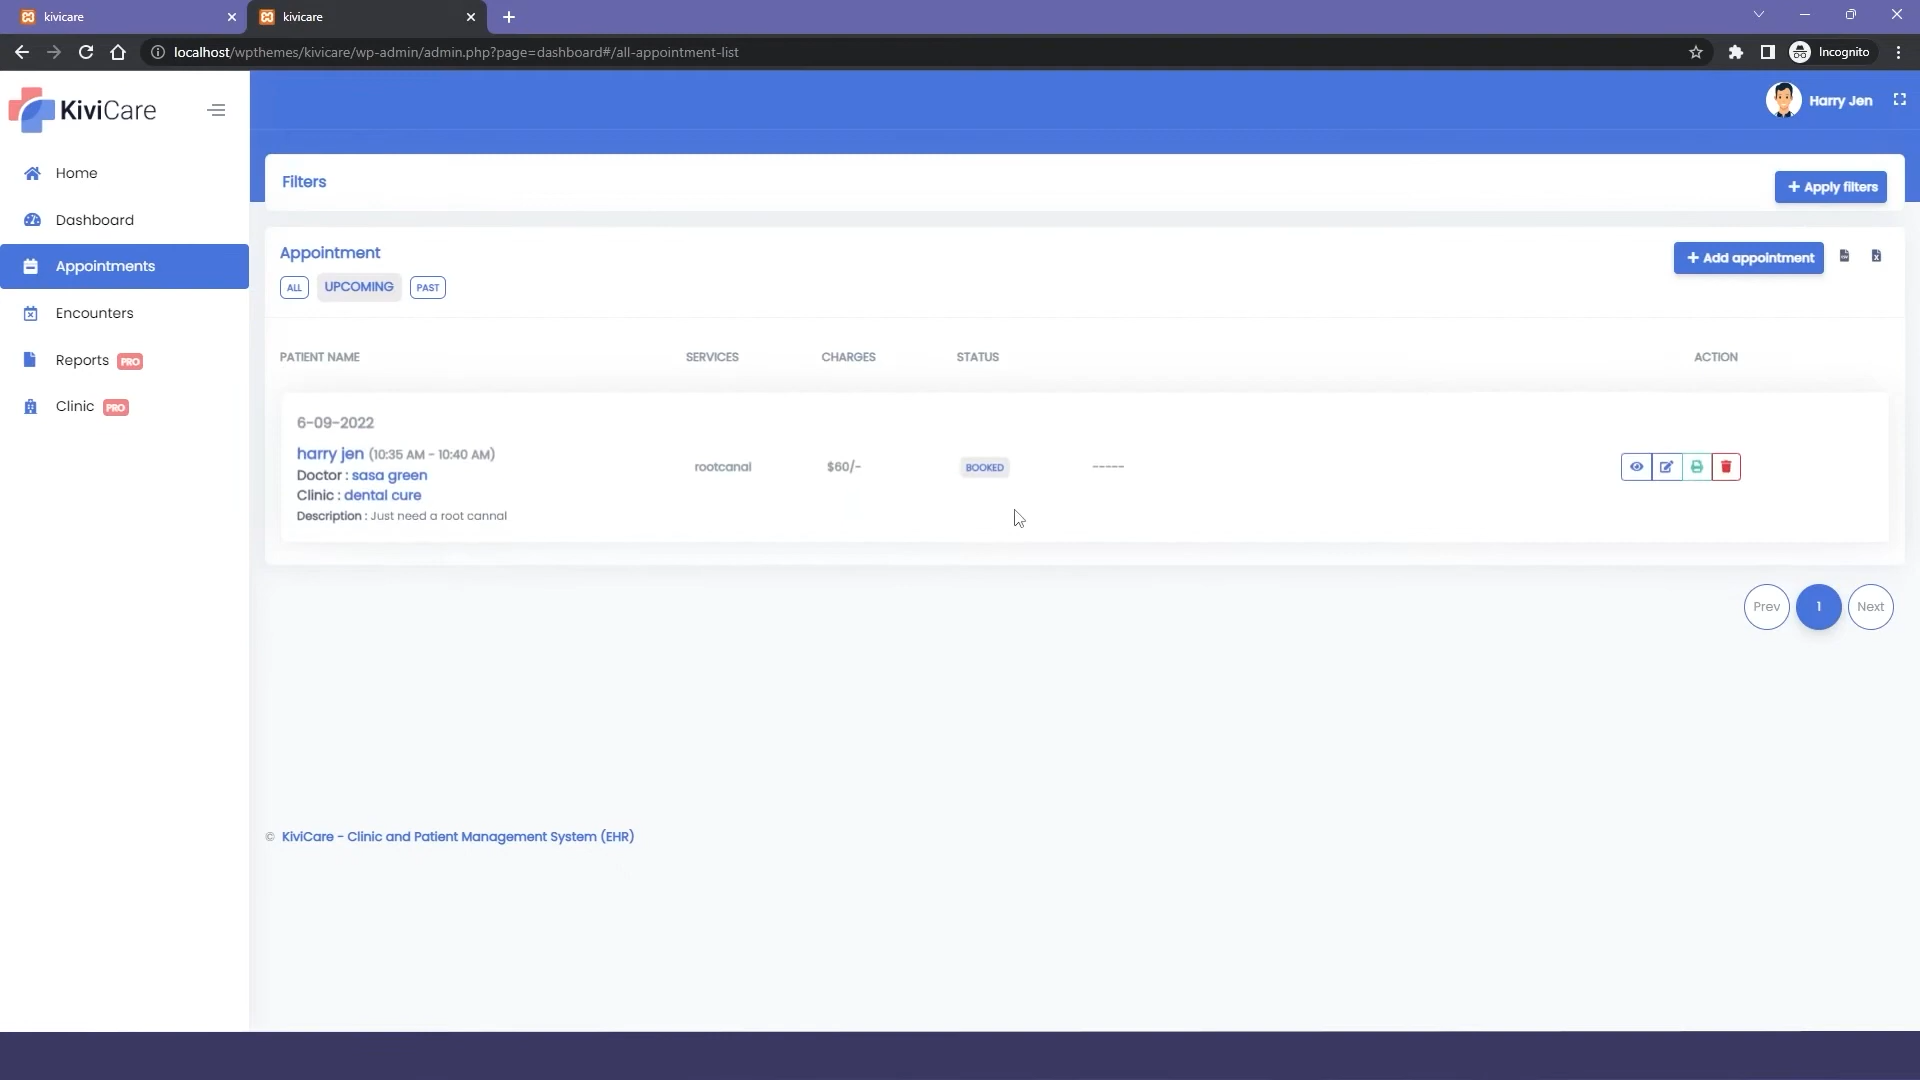 kivicare
kivicare
localhost/wpthemes/kivicare/wp-admin/admin.php?page=dashboard#/all-appointment-list
Incognito
KiviCare
Harry Jen
Home
Dashboard
Appointments
Encounters
Reports PRO
Clinic PRO
Filters
+ Apply filters
Appointment
+ Add appointment
ALL UPCOMING PAST
PATIENT NAME SERVICES CHARGES STATUS ACTION
6-09-2022
harry jen (10:35 AM - 10:40 AM)
Doctor : sasa green
Clinic : dental cure
Description : Just need a root cannal
rootcanal $60/- BOOKED -----
Prev 1 Next
© KiviCare - Clinic and Patient Management System (EHR)